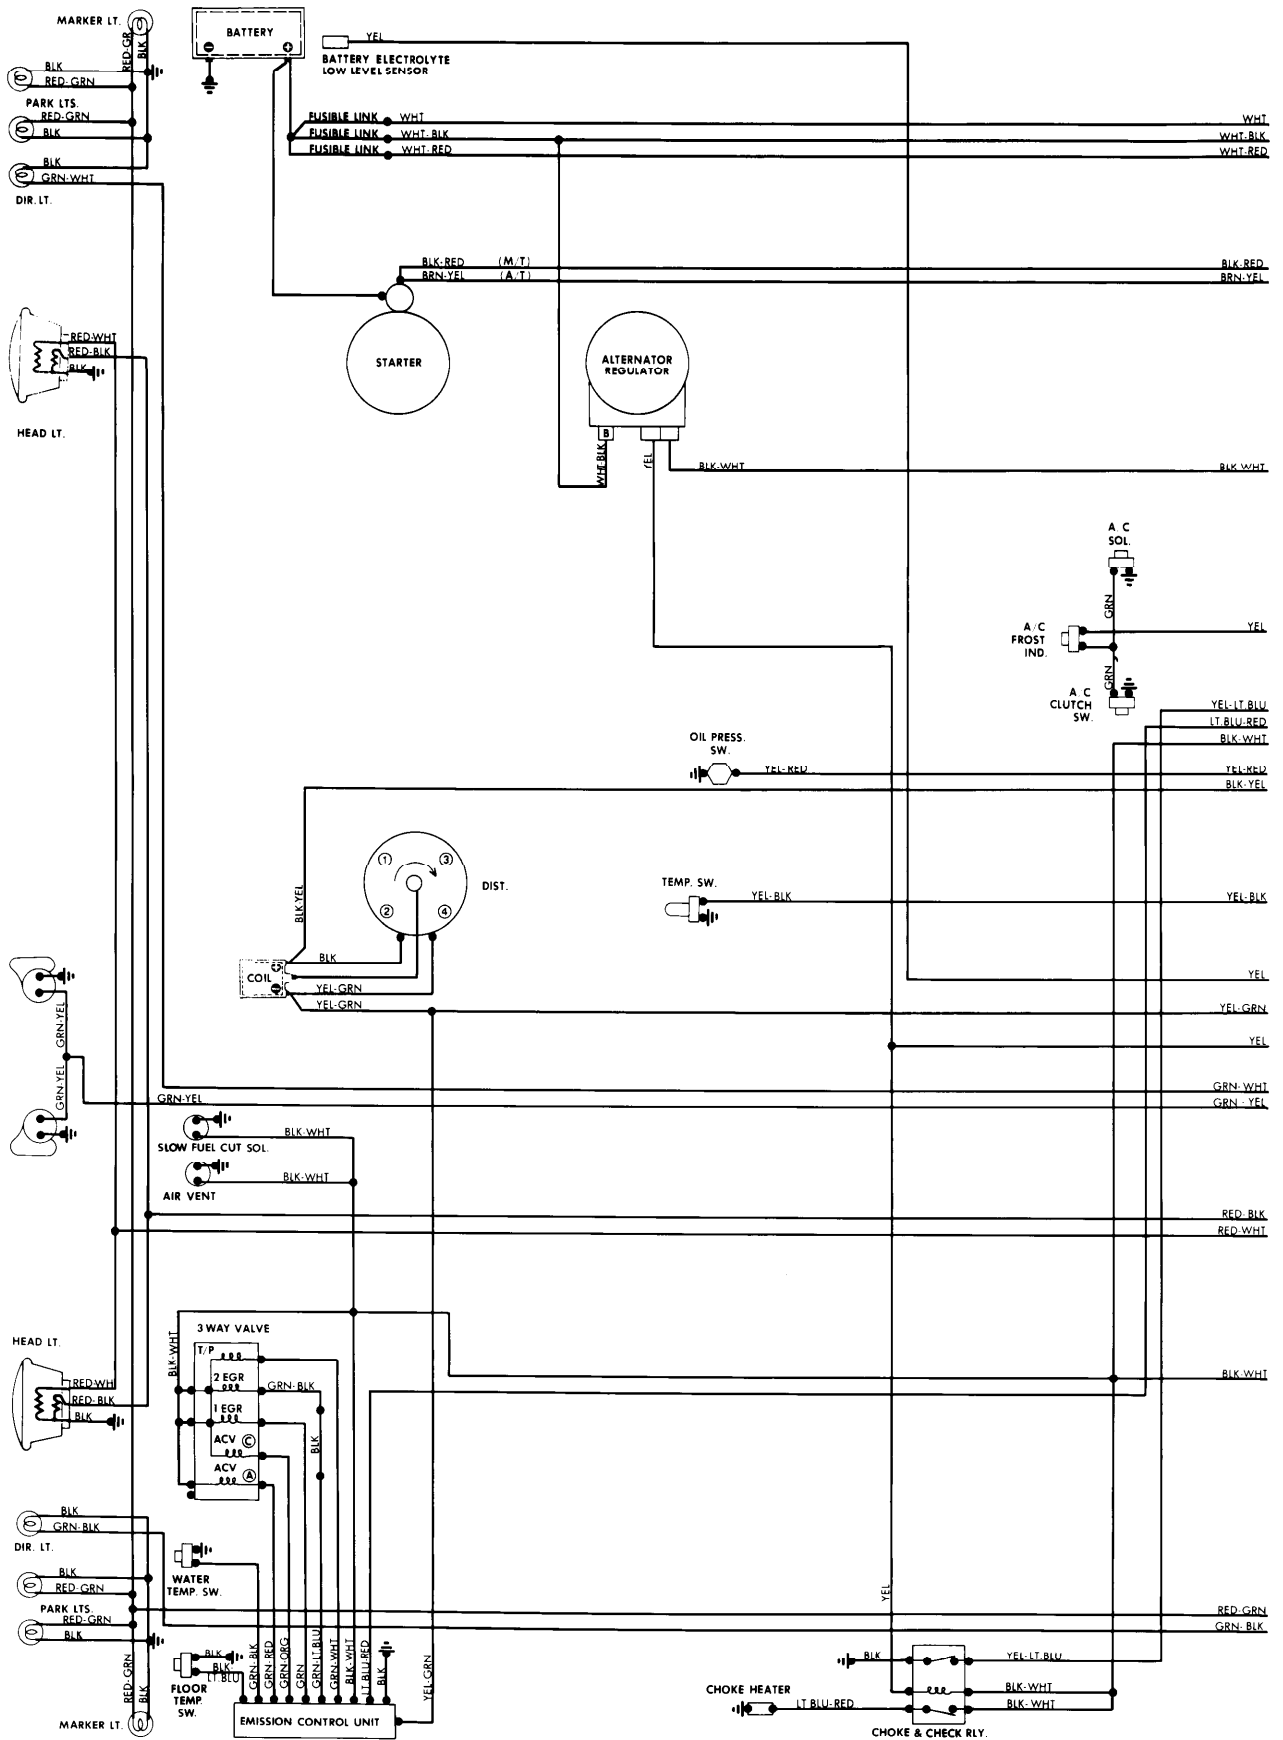 MARKER LT.
RED-GR
BLK
BATTERY
YEL
BATTERY ELECTROLYTE
LOW LEVEL SENSOR
BLK
RED-GRN
PARK LTS.
RED-GRN
BLK
FUSIBLE LINK WHT
WHT
FUSIBLE LINK WHT-BLK
WHT-BLK
FUSIBLE LINK WHT-RED
WHT-RED
BLK
GRN-WHT
DIR. LT.
BLK-RED (M/T)
BLK-RED
BRN-YEL (A/T)
BRN-YEL
RED-WHT
RED-BLK
BLK
HEAD LT.
STARTER
ALTERNATOR
REGULATOR
B
WHT-BLK
YEL
BLK-WHT
BLK WHT
A.C
SOL.
GRN
A/C
FROST
IND.
YEL
GRN
A.C
CLUTCH
SW.
YEL-LT.BLU
LT.BLU-RED
BLK-WHT
OIL PRESS.
SW.
YEL-RED
YEL-RED
BLK-YEL
1
3
2
4
DIST.
BLK-YEL
TEMP. SW.
YEL-BLK
YEL-BLK
BLK
COIL
YEL-GRN
YEL-GRN
YEL
YEL-GRN
YEL
GRN-YEL
GRN-YEL
GRN-YEL
GRN-WHT
GRN-YEL
SLOW FUEL CUT SOL.
BLK-WHT
AIR VENT
BLK-WHT
RED-BLK
RED-WHT
HEAD LT.
RED-WH
RED-BLK
BLK
BLK-WHT
3 WAY VALVE
T/P
2 EGR
GRN-BLK
1 EGR
ACV C
ACV A
BLK
BLK-WHT
BLK
GRN-BLK
DIR. LT.
BLK
RED-GRN
PARK LTS.
RED-GRN
BLK
WATER
TEMP. SW.
YEL
RED-GRN
GRN-BLK
RED-GRN
BLK
MARKER LT.
FLOOR
TEMP.
SW.
BLK
BLK-
LT.BLU
GRN-BLK
GRN-RED
GRN-ORG
GRN
GRN-LT.BLU
GRN-WHT
BLK-WHT
LT.BLU-RED
BLK
YEL-GRN
EMISSION CONTROL UNIT
BLK
YEL-LT.BLU
BLK-WHT
BLK-WHT
CHOKE HEATER
LT BLU-RED
CHOKE & CHECK RLY.